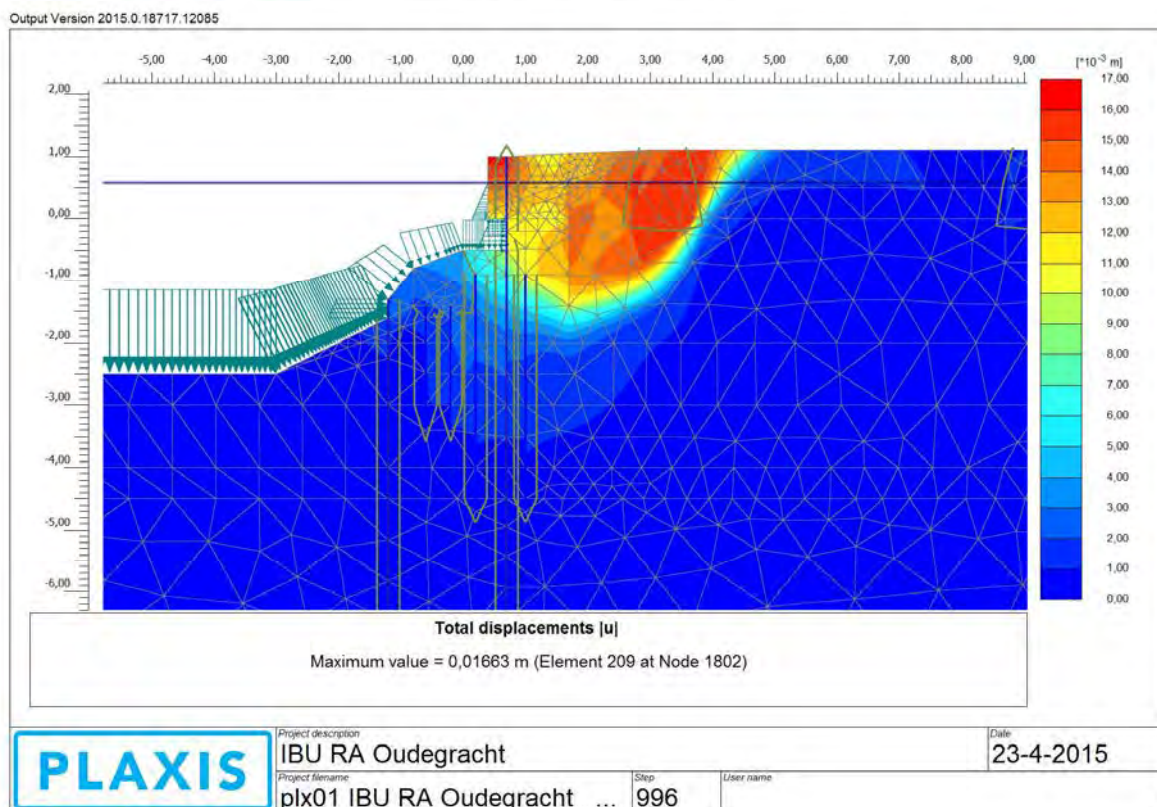 Output Version 2015.0.18717.12085
-5,00 -4,00 -3,00 -2,00 -1,00 0,00 1,00 2,00 3,00 4,00 5,00 6,00 7,00 8,00 9,00
[*10⁻³ m]
2,00
1,00
0,00
-1,00
-2,00
-3,00
-4,00
-5,00
-6,00
17,00
16,00
15,00
14,00
13,00
12,00
11,00
10,00
9,00
8,00
7,00
6,00
5,00
4,00
3,00
2,00
1,00
0,00
Total displacements |u|
Maximum value = 0,01663 m (Element 209 at Node 1802)
PLAXIS
Project description
IBU RA Oudegracht
Date
23-4-2015
Project filename
plx01 IBU RA Oudegracht ...
Step
996
User name